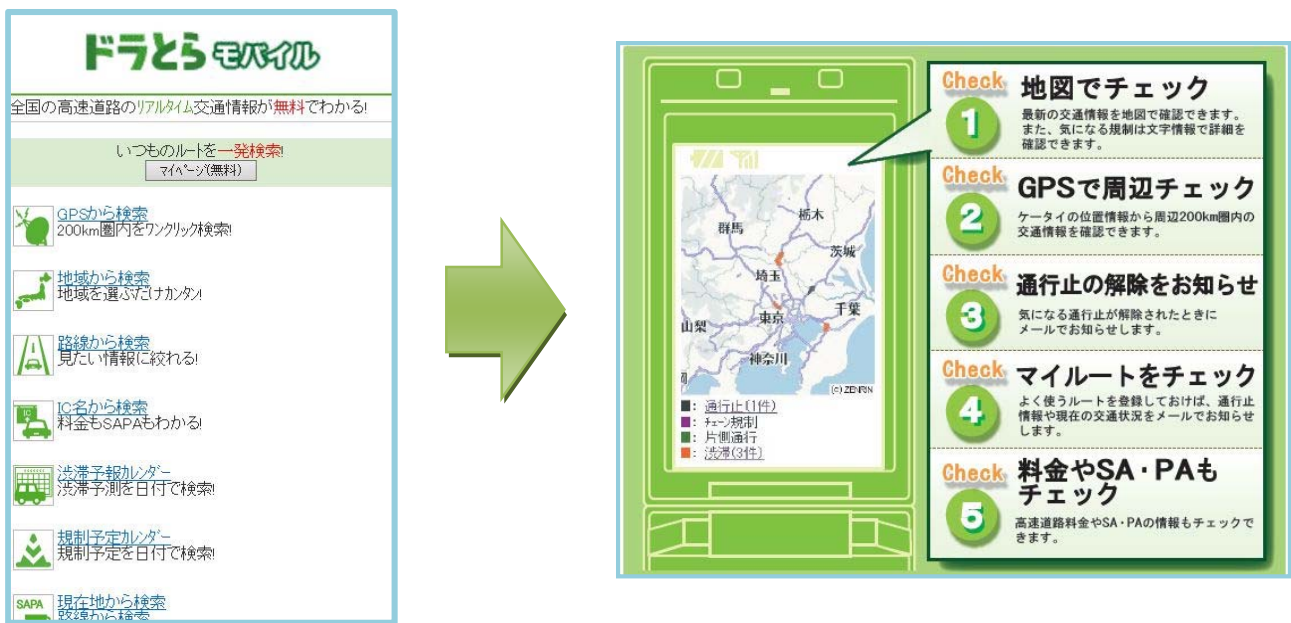 ドラとらモバイル
全国の高速道路のリアルタイム交通情報が無料でわかる!
いつものルートを一発検索!
マイページ(無料)
GPSから検索
200km圏内をワンクリック検索!
地域から検索
地域を選ぶだけカンタン!
路線から検索
見たい情報に絞れる!
IC
IC名から検索
料金もSAPAもわかる!
渋滞予報カレンダー
渋滞予測を日付で検索!
規制予定カレンダー
規制予定を日付で検索!
SAPA
現在地から検索
路線から検索
群馬
栃木
茨城
埼玉
東京
千葉
山梨
神奈川
岡
(c) ZENRIN
■: 通行止(1件)
■: チェーン規制
■: 片側通行
■: 渋滞(3件)
Check 1
地図でチェック
最新の交通情報を地図で確認できます。
また、気になる規制は文字情報で詳細を
確認できます。
Check 2
GPSで周辺チェック
ケータイの位置情報から周辺200km圏内の
交通情報を確認できます。
Check 3
通行止の解除をお知らせ
気になる通行止が解除されたときに
メールでお知らせします。
Check 4
マイルートをチェック
よく使うルートを登録しておけば、通行止
情報や現在の交通状況をメールでお知らせ
します。
Check 5
料金やSA・PAも
チェック
高速道路料金やSA・PAの情報もチェックで
きます。